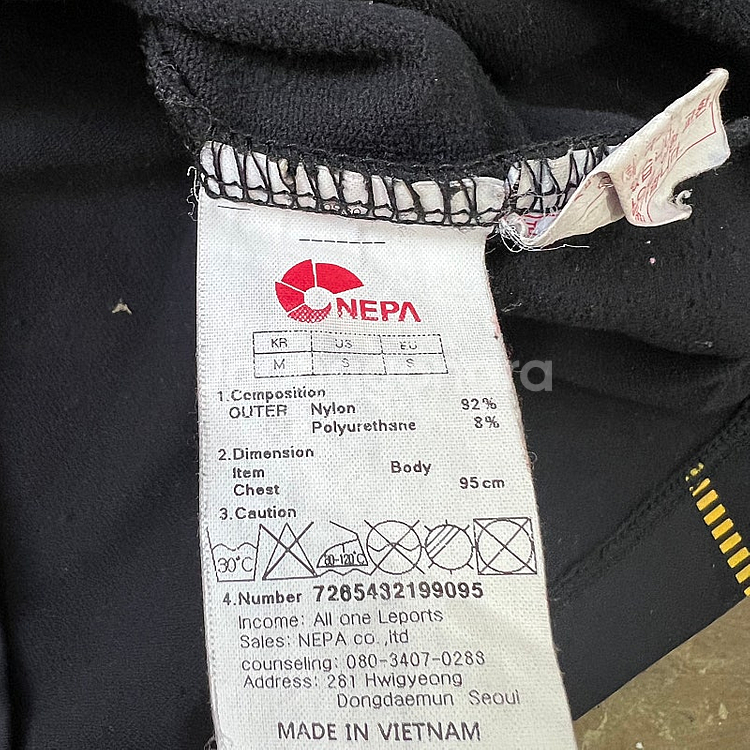 NEPA
KR US EU
M S S
1.Composition
OUTER Nylon 92%
Polyurethane 8%
2.Dimension
Item Body
Chest 95cm
3.Caution
30°C 80-120°C
4.Number 7265432199095
Income: All one Leports
Sales: NEPA co.,ltd
counseling: 080-3407-0288
Address: 281 Hwigyeong
Dongdaemun Seoul
MADE IN VIETNAM